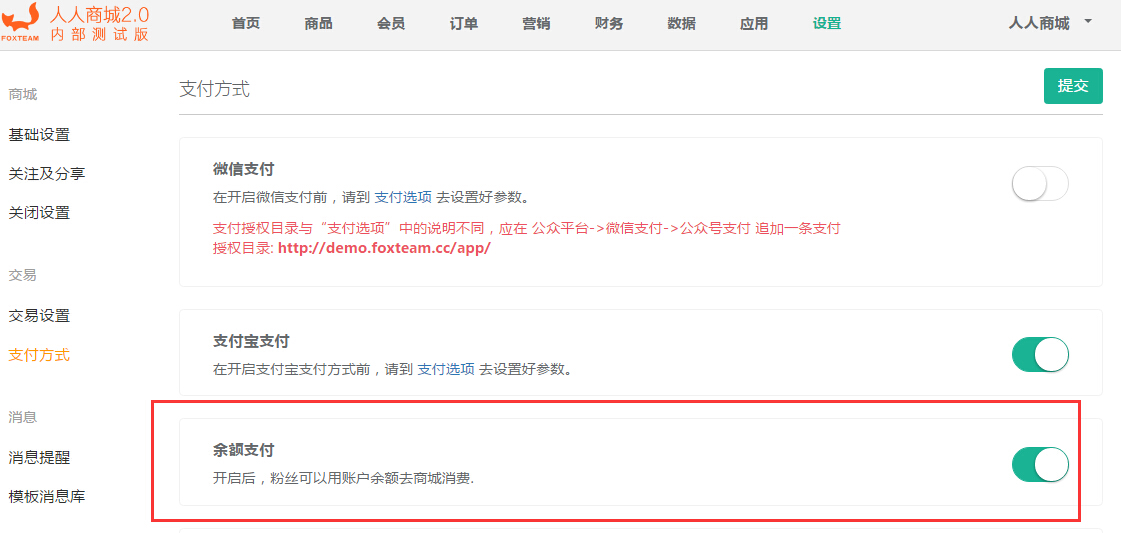 人人商城2.0
FOXTEAM 内部测试版
首页 商品 会员 订单 营销 财务 数据 应用 设置 人人商城
商城
基础设置
关注及分享
关闭设置
交易
交易设置
支付方式
消息
消息提醒
模板消息库
支付方式 提交
微信支付
在开启微信支付前，请到 支付选项 去设置好参数。
支付授权目录与“支付选项”中的说明不同，应在 公众平台->微信支付->公众号支付 追加一条支付
授权目录: http://demo.foxteam.cc/app/
支付宝支付
在开启支付宝支付方式前，请到 支付选项 去设置好参数。
余额支付
开启后，粉丝可以用账户余额去商城消费.